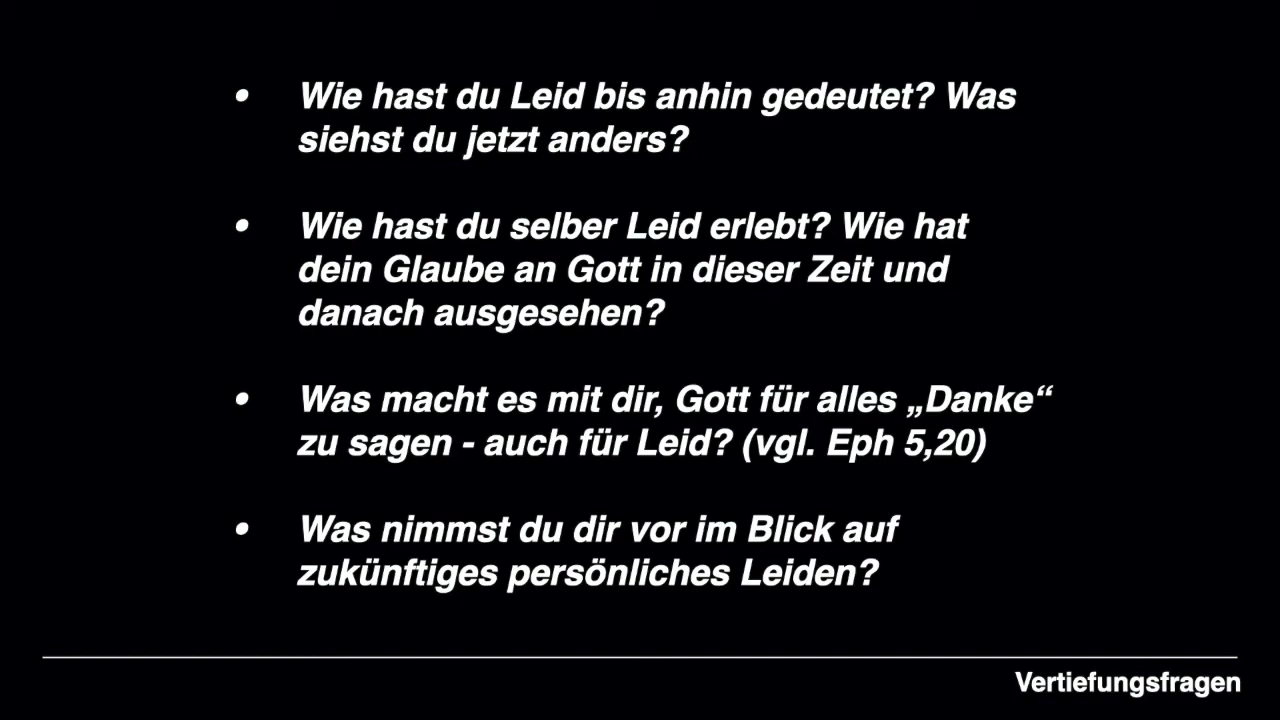 • Wie hast du Leid bis anhin gedeutet? Was
siehst du jetzt anders?
• Wie hast du selber Leid erlebt? Wie hat
dein Glaube an Gott in dieser Zeit und
danach ausgesehen?
• Was macht es mit dir, Gott für alles „Danke“
zu sagen - auch für Leid? (vgl. Eph 5,20)
• Was nimmst du dir vor im Blick auf
zukünftiges persönliches Leiden?
Vertiefungsfragen